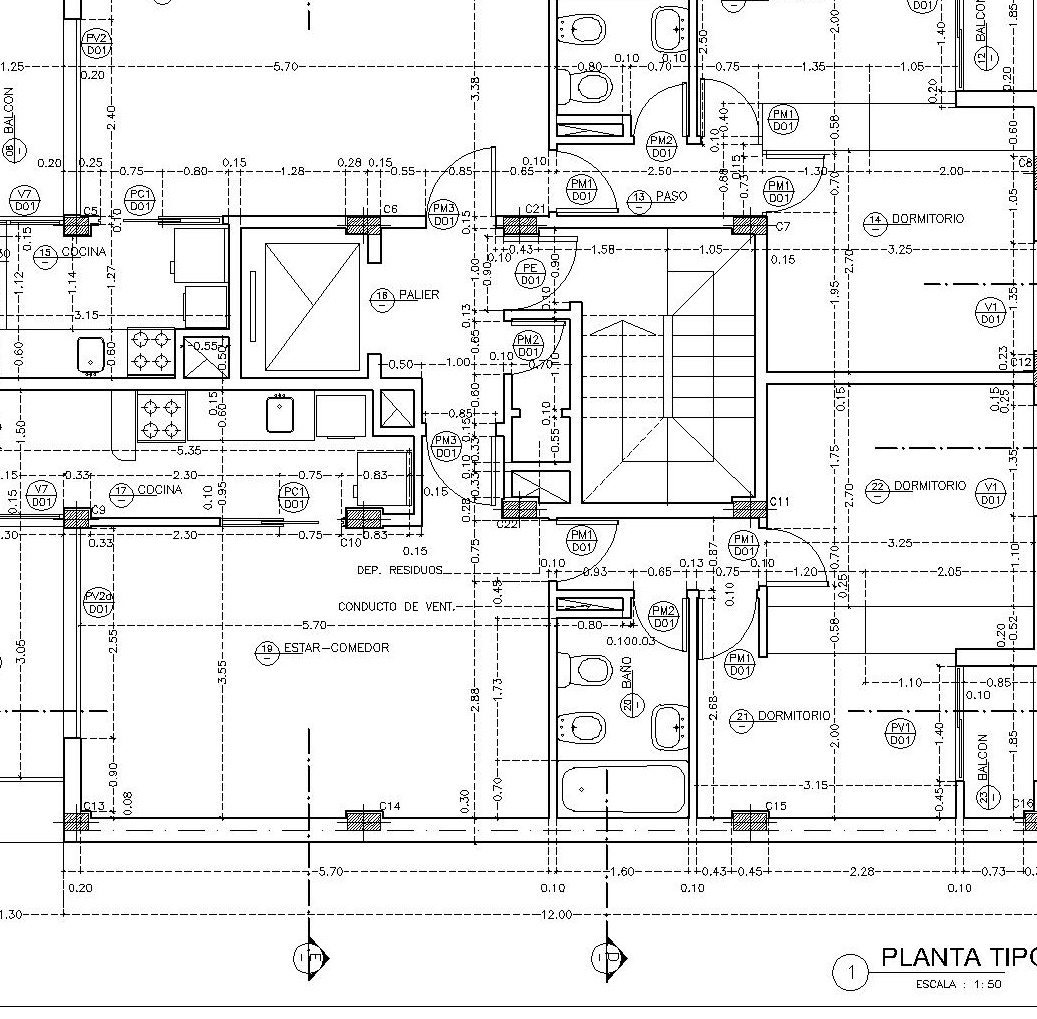 PV2
D01
0.20
1.25
5.70
3.38
2.40
08 BALCON
0.10
0.10
0.80
0.70
2.50
0.75
1.35
1.05
2.00
1.40
1.85
12 BALCON
0.20
0.20
0.60
0.40
0.10
0.58
PM1
D01
PM2
D01
0.20
0.25
0.75
0.80
0.15
1.28
0.28
0.15
0.55
0.85
0.65
0.10
2.50
0.15
0.73
1.30
0.70
2.00
1.05
V7
D01
C5
PC1
D01
0.10
C6
PM3
D01
0.15
C21
PM1
D01
13 PASO
PM1
D01
C7
14 DORMITORIO
1.95
0.15
15 COCINA
1.12
1.14
1.27
0.43
1.58
1.05
0.15
3.25
2.70
0.10
0.90
1.00
PE
D01
0.90
0.10
18 PALIER
3.15
0.13
0.65
V1
D01
1.35
0.55
0.50
0.60
0.60
0.50
1.00
0.10
PM2
D01
0.70
1.10
0.23
C12
0.15
0.60
0.60
0.85
0.10
0.15
0.15
0.25
1.50
5.35
0.15
PM3
D01
0.33
0.10
0.55
1.75
1.35
.15
0.33
2.30
0.75
0.83
0.33
0.15
0.15
V7
D01
17 COCINA
0.10
0.95
PC1
D01
0.28
2.70
22 DORMITORIO
V1
D01
C9
C22
C11
.30
0.33
2.30
0.75
C10
0.83
0.15
0.75
PM1
D01
PM1
D01
0.87
3.25
0.70
1.10
DEP. RESIDUOS
0.10
0.93
0.65
0.13
0.75
0.10
1.20
0.25
2.05
PV2d
D01
CONDUCTO DE VENT.
0.45
0.10
PM2
D01
5.70
0.80
0.58
0.20
0.52
2.55
3.05
3.55
19 ESTAR-COMEDOR
0.100.03
PM1
D01
20 BAÑO
1.73
2.88
2.68
1.10
0.10
0.85
21 DORMITORIO
2.00
PV1
D01
1.40
1.85
23 BALCON
0.90
0.08
0.30
0.70
3.15
0.45
C13
C14
C15
C16
5.70
1.60
0.43
0.45
2.28
0.73
0.20
0.10
0.10
0.10
1.30
12.00
E
D
1
PLANTA TIPO
ESCALA : 1:50